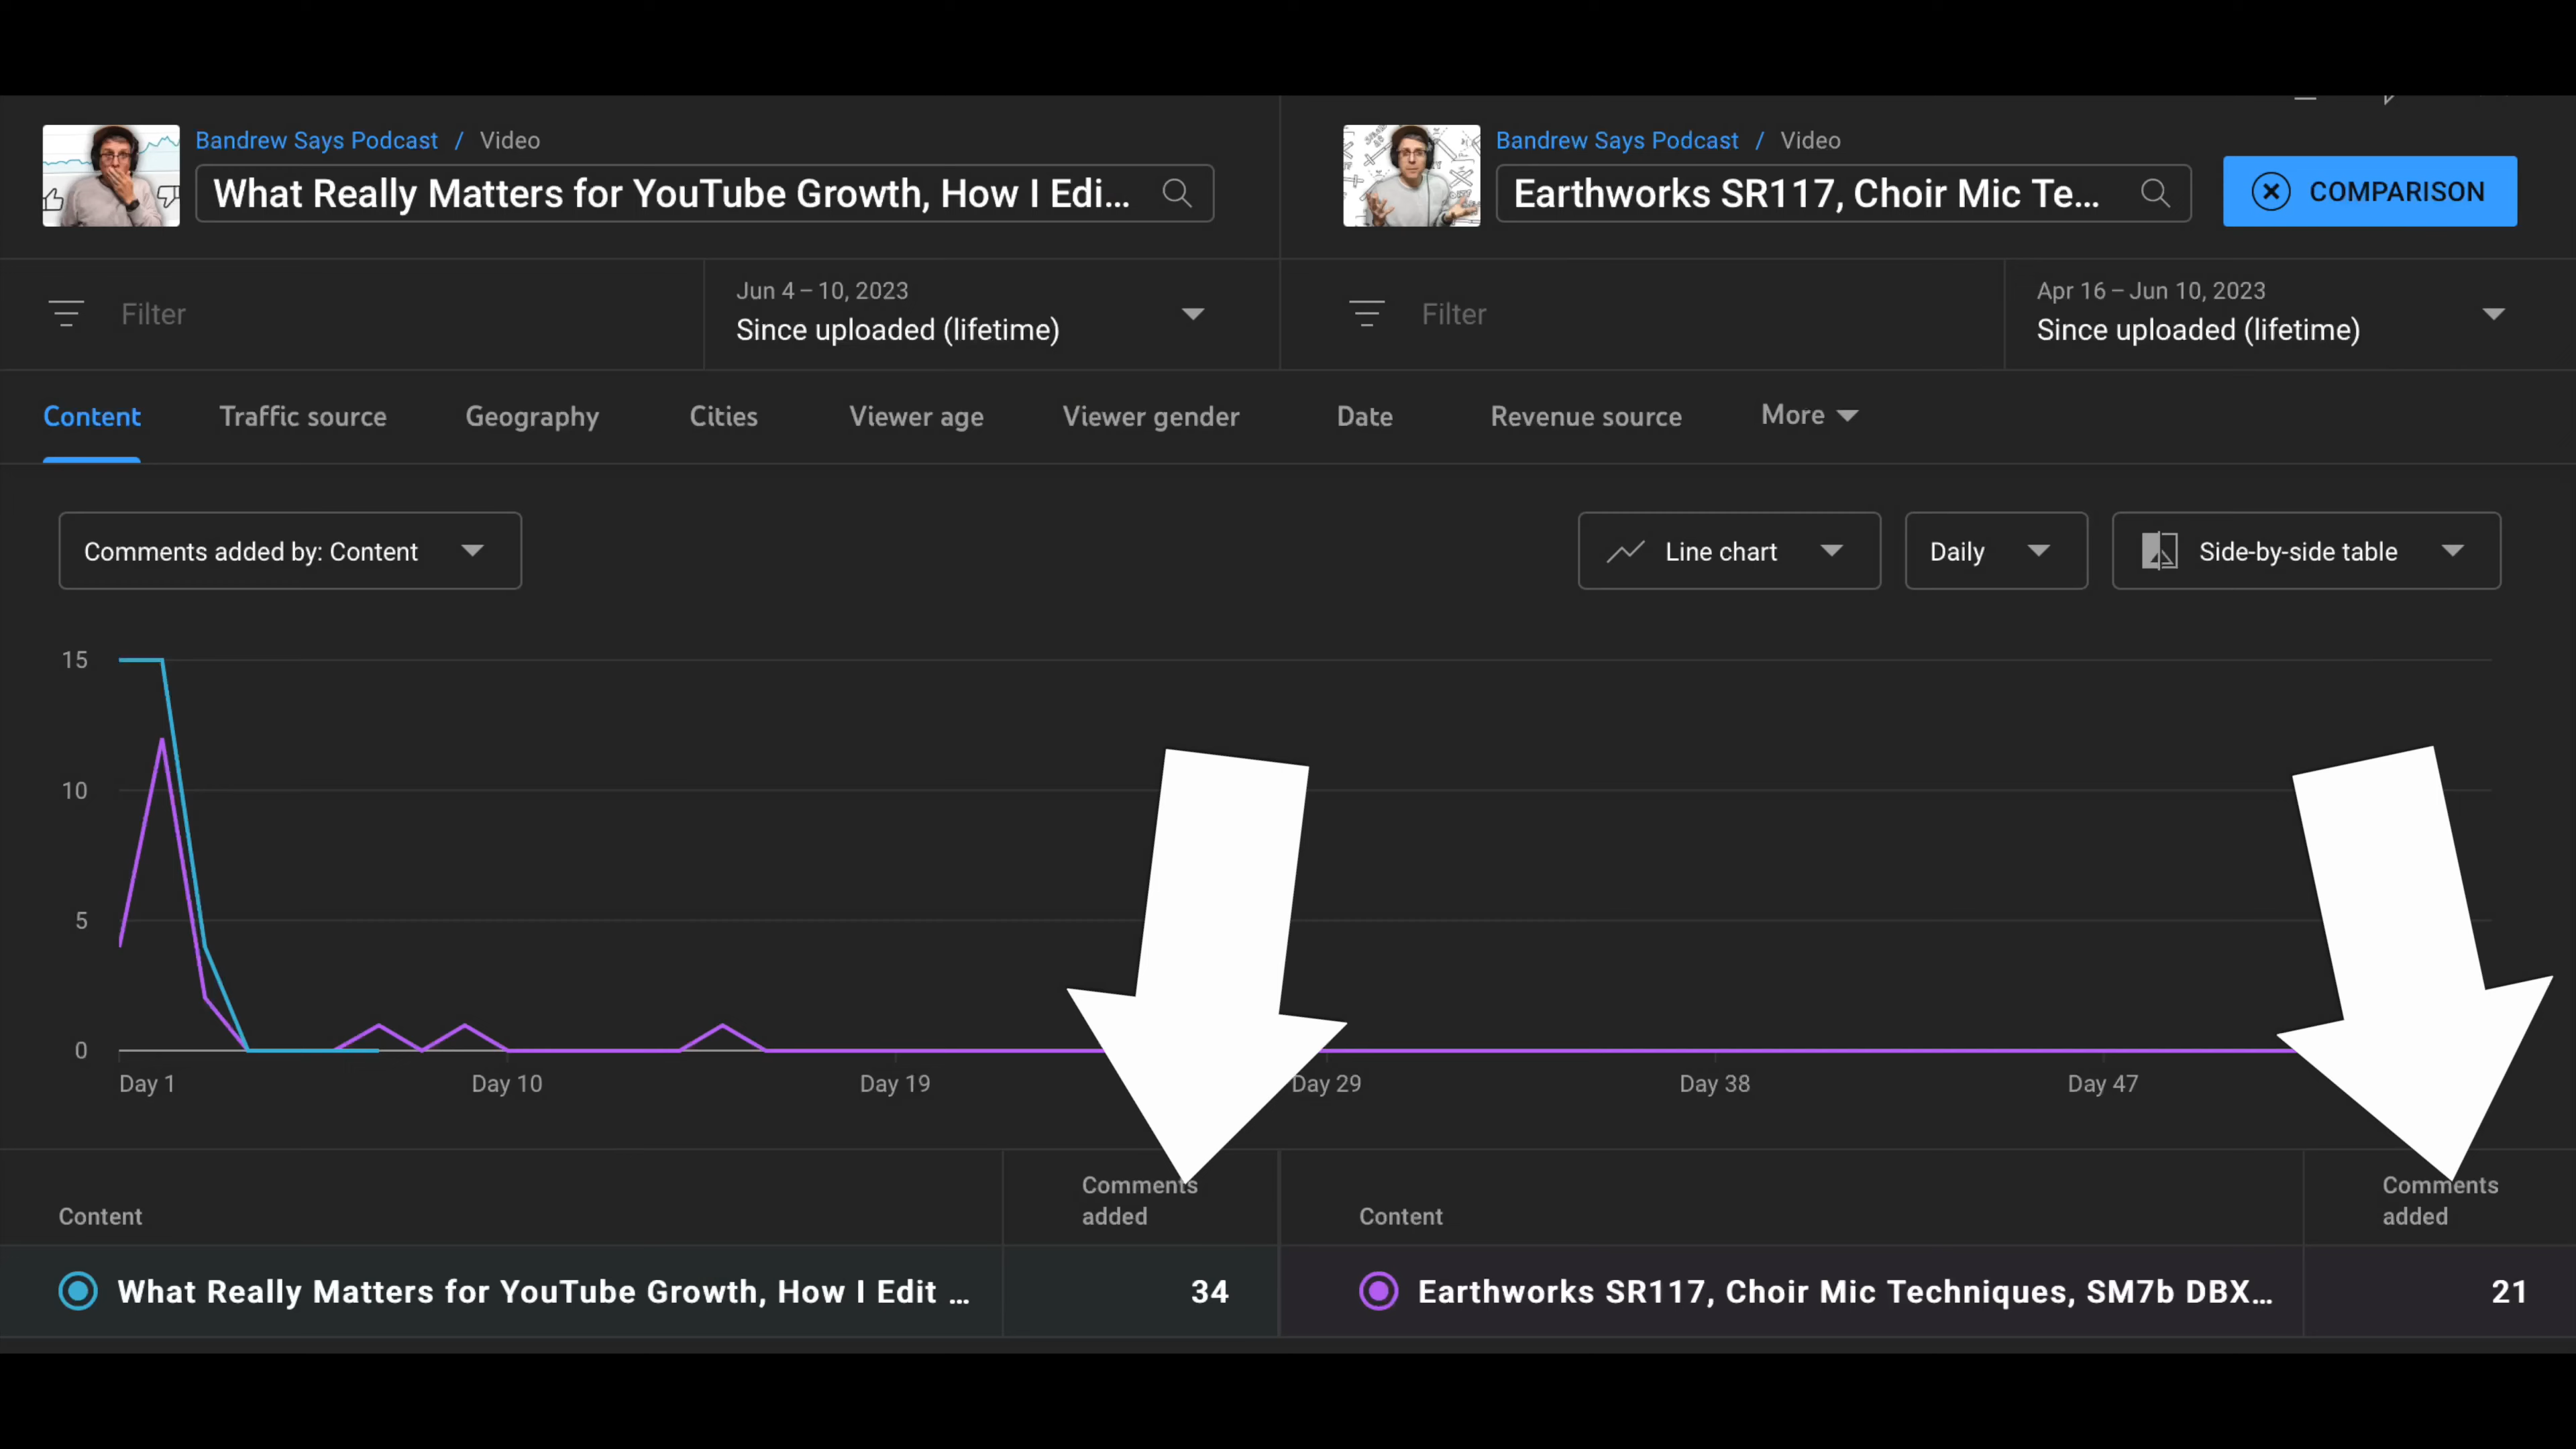 Bandrew Says Podcast / Video
What Really Matters for YouTube Growth, How I Edi...
Bandrew Says Podcast / Video
Earthworks SR117, Choir Mic Te...
COMPARISON
Filter
Jun 4 – 10, 2023
Since uploaded (lifetime)
Filter
Apr 16 – Jun 10, 2023
Since uploaded (lifetime)
Content Traffic source Geography Cities Viewer age Viewer gender Date Revenue source More
Comments added by: Content
Line chart
Daily
Side-by-side table
15
10
5
0
Day 1 Day 10 Day 19 Day 29 Day 38 Day 47
Content
Comments
added
Content
Comments
added
What Really Matters for YouTube Growth, How I Edit ...
34
Earthworks SR117, Choir Mic Techniques, SM7b DBX...
21